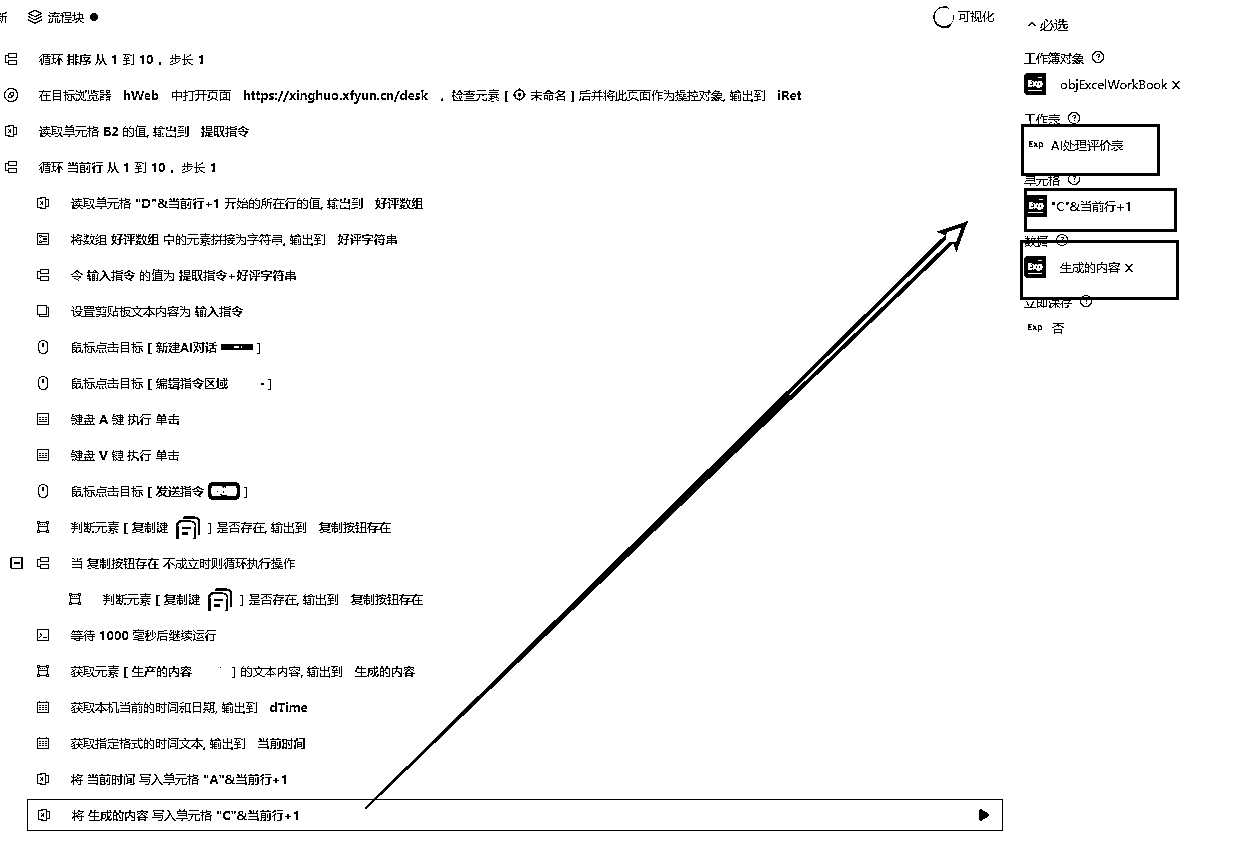 新 流程块
可视化
循环 排序 从 1 到 10 , 步长 1
在目标浏览器 hWeb 中打开页面 https://xinghuo.xfyun.cn/desk , 检查元素 [ 未命名 ] 后并将此页面作为操控对象, 输出到 iRet
读取单元格 B2 的值, 输出到 提取指令
循环 当前行 从 1 到 10 , 步长 1
读取单元格 "D"&当前行+1 开始的所在行的值, 输出到 好评数组
将数组 好评数组 中的元素拼接为字符串, 输出到 好评字符串
令 输入指令 的值为 提取指令+好评字符串
设置剪贴板文本内容为 输入指令
鼠标点击目标 [ 新建AI对话 ]
鼠标点击目标 [ 编辑指令区域 ]
键盘 A 键 执行 单击
键盘 V 键 执行 单击
鼠标点击目标 [ 发送指令 ]
判断元素 [ 复制键 ] 是否存在, 输出到 复制按钮存在
当 复制按钮存在 不成立时则循环执行操作
判断元素 [ 复制键 ] 是否存在, 输出到 复制按钮存在
等待 1000 毫秒后继续运行
获取元素 [ 生产的内容 ] 的文本内容, 输出到 生成的内容
获取本机当前的时间和日期, 输出到 dTime
获取指定格式的时间文本, 输出到 当前时间
将 当前时间 写入单元格 "A"&当前行+1
将 生成的内容 写入单元格 "C"&当前行+1
必选
工作簿对象 ?
Exp objExcelWorkBook X
工作表 ?
Exp AI处理评价表
单元格 ?
Exp "C"&当前行+1
数据 ?
Exp 生成的内容 X
立即保存 ?
Exp 否